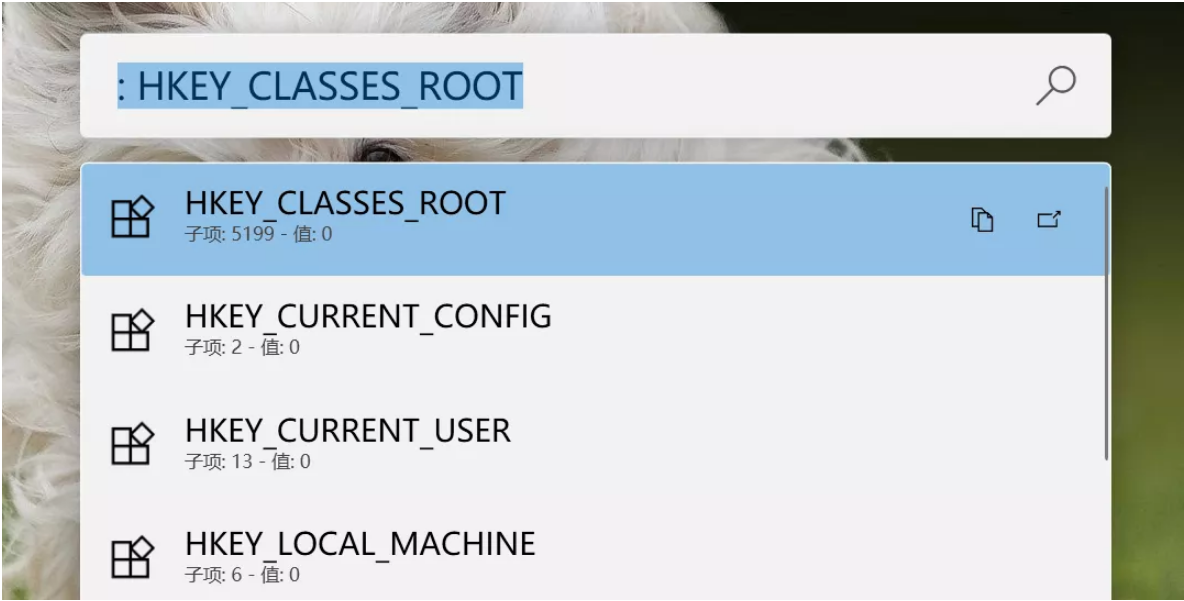 : HKEY_CLASSES_ROOT
HKEY_CLASSES_ROOT
子项: 5199 - 值: 0
HKEY_CURRENT_CONFIG
子项: 2 - 值: 0
HKEY_CURRENT_USER
子项: 13 - 值: 0
HKEY_LOCAL_MACHINE
子项: 6 - 值: 0